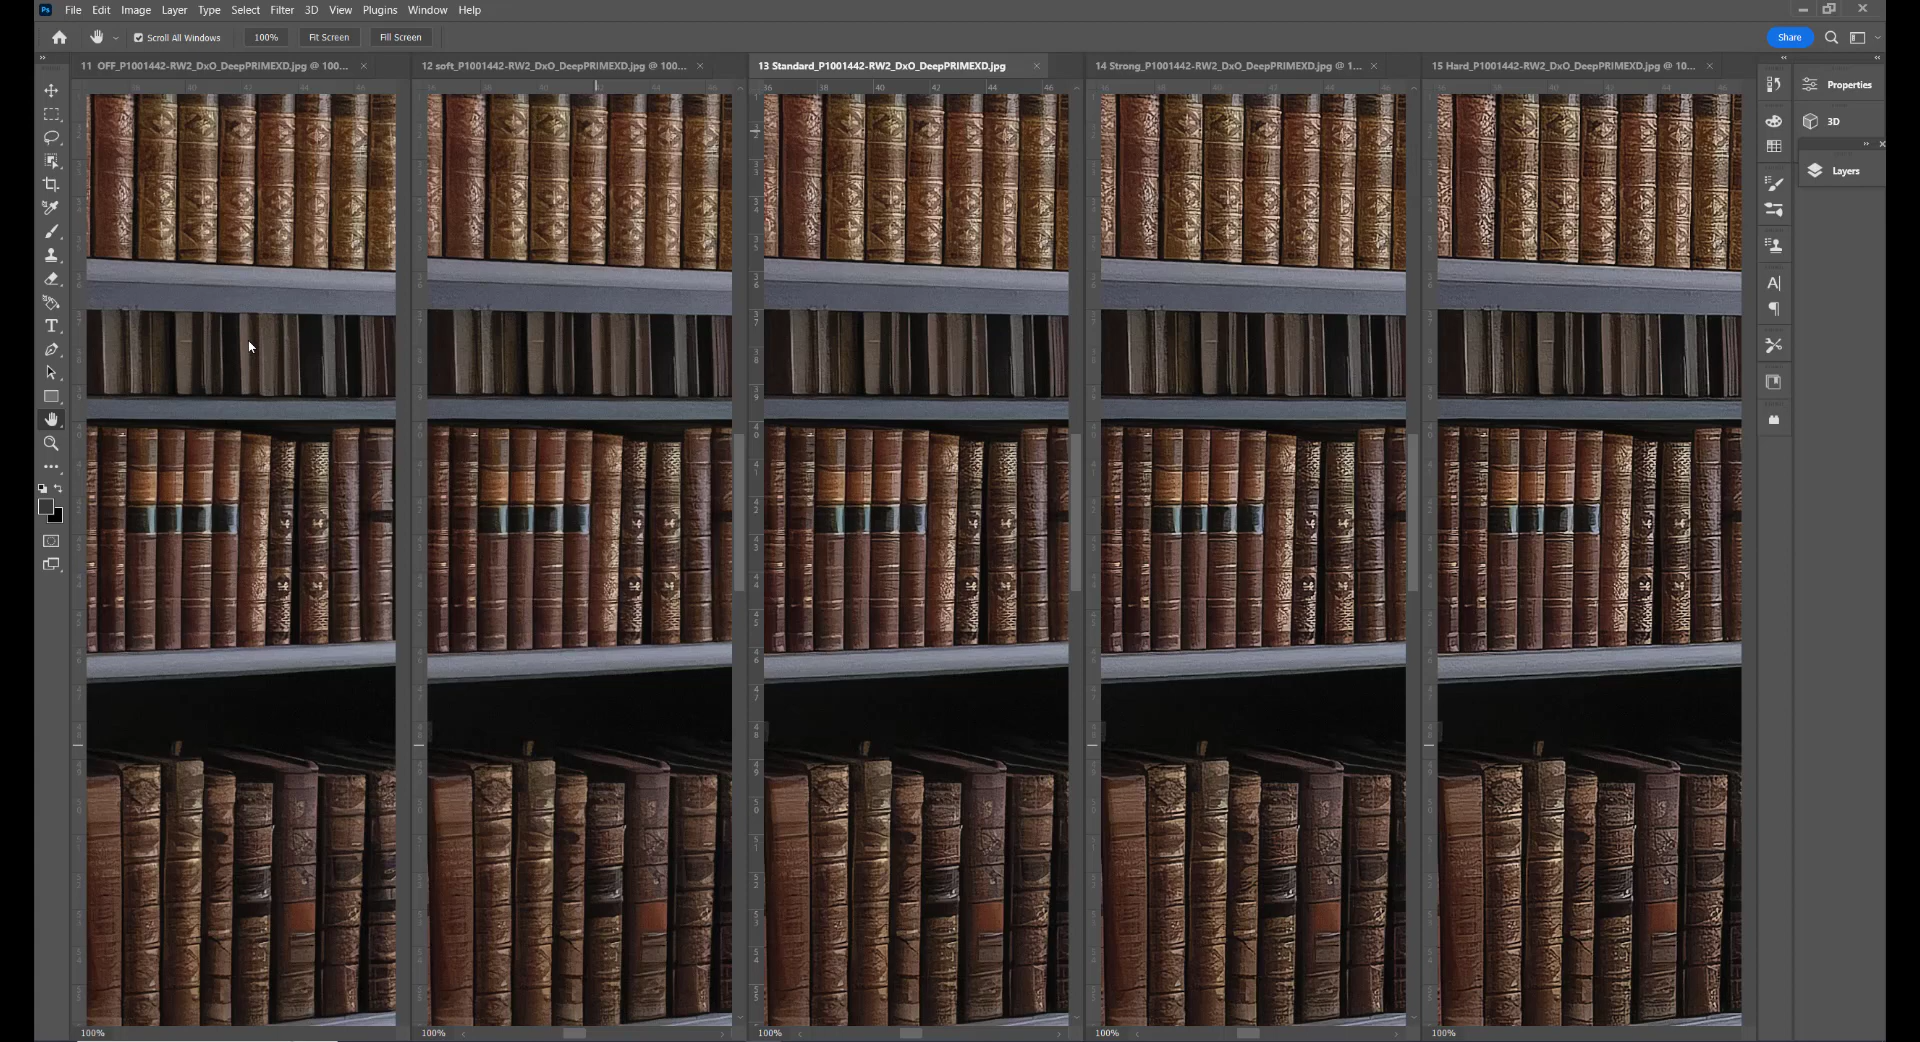 Ps File Edit Image Layer Type Select Filter 3D View Plugins Window Help
Scroll All Windows 100% Fit Screen Fill Screen Share
11 OFF_P1001442-RW2_DxO_DeepPRIMEXD.jpg @ 100... 12 soft_P1001442-RW2_DxO_DeepPRIMEXD.jpg @ 100... 13 Standard_P1001442-RW2_DxO_DeepPRIMEXD.jpg 14 Strong_P1001442-RW2_DxO_DeepPRIMEXD.jpg @ 1... 15 Hard_P1001442-RW2_DxO_DeepPRIMEXD.jpg @ 10...
Properties
3D
Layers
100% 100% 100% 100% 100%